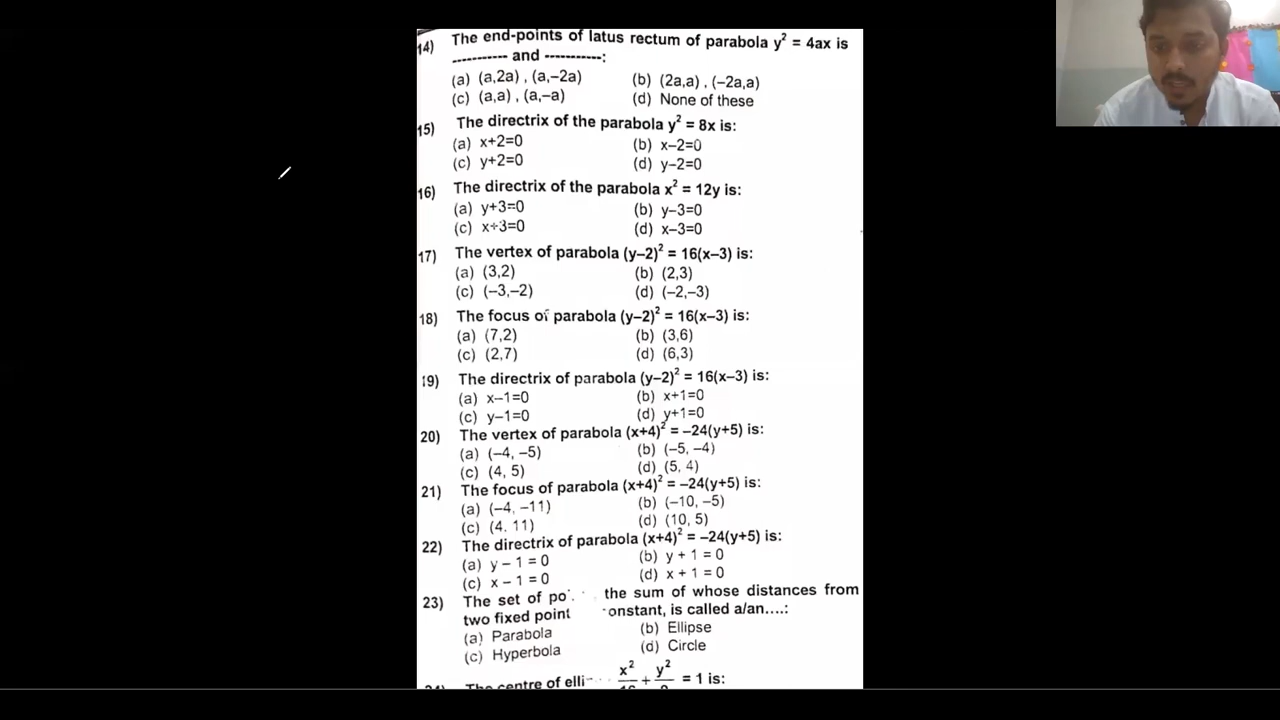 14) The end-points of latus rectum of parabola y² = 4ax is
----------- and -----------:
(a) (a,2a) , (a,−2a) (b) (2a,a) , (−2a,a)
(c) (a,a) , (a,−a) (d) None of these
15) The directrix of the parabola y² = 8x is:
(a) x+2=0 (b) x−2=0
(c) y+2=0 (d) y−2=0
16) The directrix of the parabola x² = 12y is:
(a) y+3=0 (b) y−3=0
(c) x+3=0 (d) x−3=0
17) The vertex of parabola (y−2)² = 16(x−3) is:
(a) (3,2) (b) (2,3)
(c) (−3,−2) (d) (−2,−3)
18) The focus of parabola (y−2)² = 16(x−3) is:
(a) (7,2) (b) (3,6)
(c) (2,7) (d) (6,3)
19) The directrix of parabola (y−2)² = 16(x−3) is:
(a) x−1=0 (b) x+1=0
(c) y−1=0 (d) y+1=0
20) The vertex of parabola (x+4)² = −24(y+5) is:
(a) (−4, −5) (b) (−5, −4)
(c) (4, 5) (d) (5, 4)
21) The focus of parabola (x+4)² = −24(y+5) is:
(a) (−4, −11) (b) (−10, −5)
(c) (4. 11) (d) (10, 5)
22) The directrix of parabola (x+4)² = −24(y+5) is:
(a) y − 1 = 0 (b) y + 1 = 0
(c) x − 1 = 0 (d) x + 1 = 0
23) The set of the sum of whose distances from
two fixed point onstant, is called a/an....:
(a) Parabola (b) Ellipse
(c) Hyperbola (d) Circle
The centre of = 1 is: